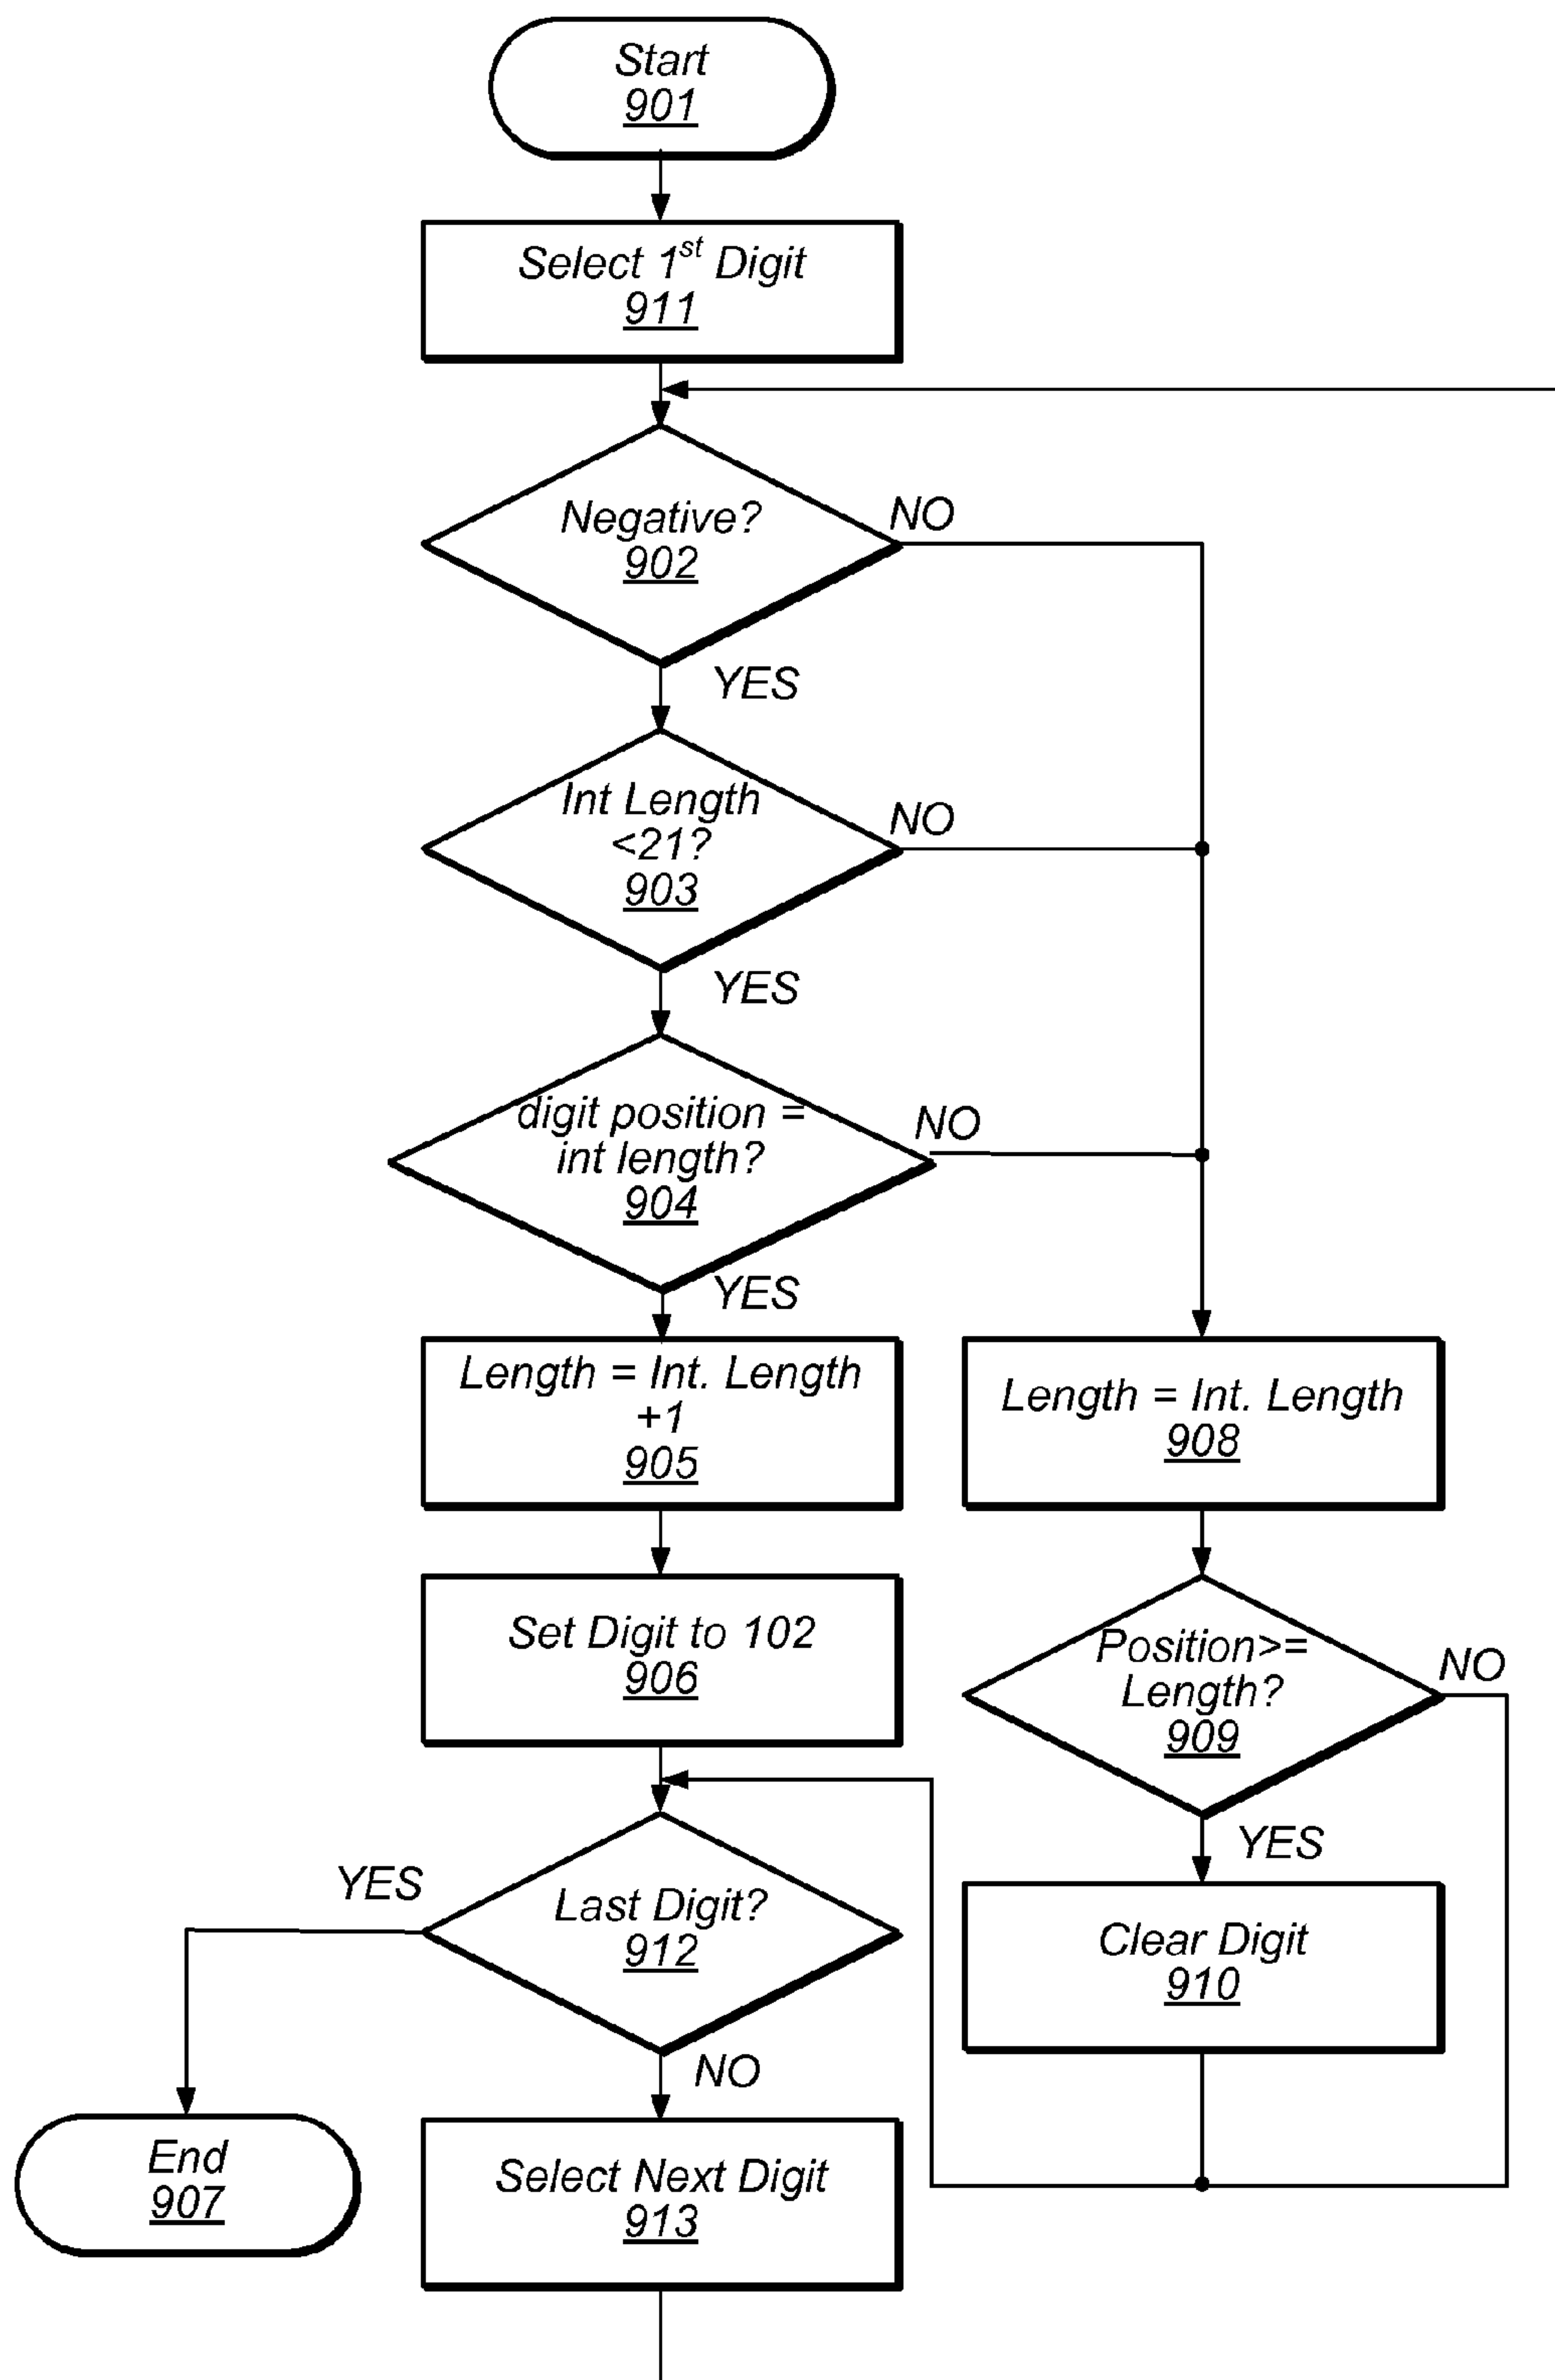 Start
901
Select 1st Digit
911
Negative?
902
NO
YES
Int Length
<21?
903
NO
YES
digit position =
int length?
904
NO
YES
Length = Int. Length
+1
905
Length = Int. Length
908
Set Digit to 102
906
Position>=
Length?
909
NO
YES
Last Digit?
912
YES
NO
Clear Digit
910
End
907
Select Next Digit
913